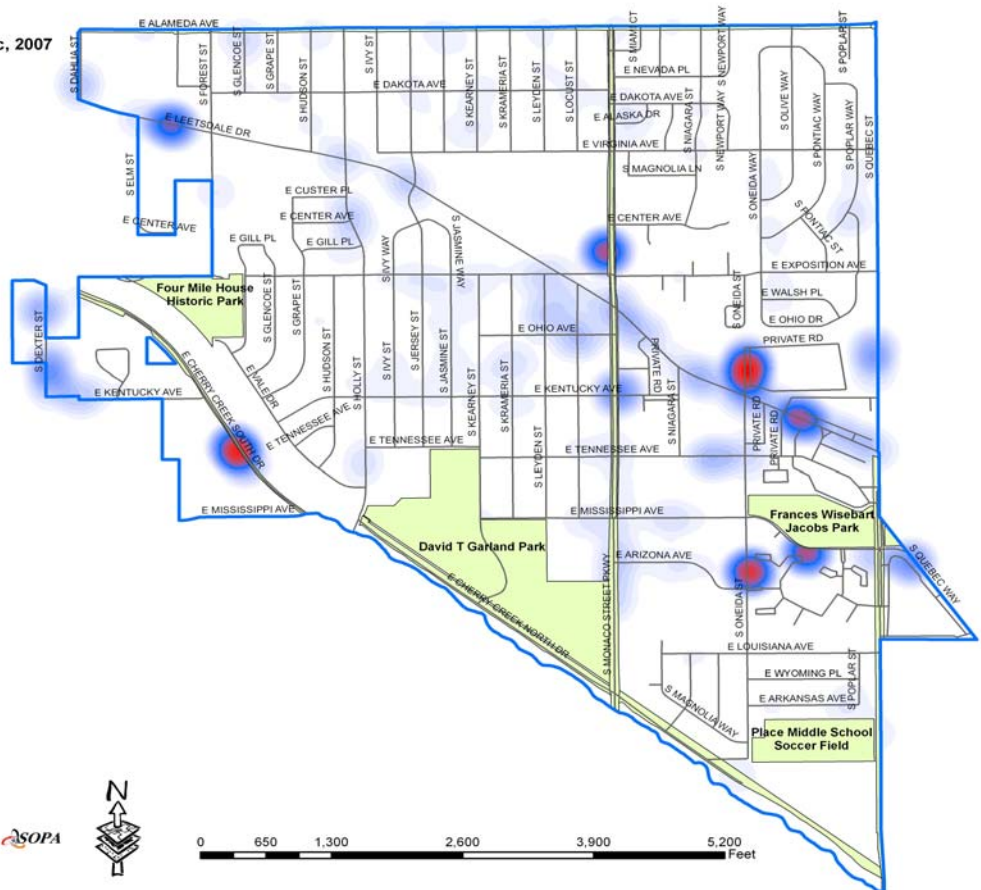 c, 2007
E ALAMEDA AVE
S DAHLIA ST
S FOREST ST
S GLENCOE ST
S GRAPE ST
S HUDSON ST
S IVY ST
E DAKOTA AVE
S KEARNEY ST
S KRAMERIA ST
S LEYDEN ST
S LOCUST ST
S MIAMI CT
S NEWPORT WAY
S POPLAR ST
E NEVADA PL
E DAKOTA AVE
E ALASKA DR
S NIAGARA ST
S NEWPORT WAY
S OLIVE WAY
S PONTIAC WAY
S POPLAR WAY
S QUEBEC ST
E LEETSDALE DR
E VIRGINIA AVE
S ELM ST
S MAGNOLIA LN
S ONEIDA WAY
E CUSTER PL
E CENTER AVE
E CENTER AVE
E CENTER AVE
S PONTIAC ST
E GILL PL
E GILL PL
S IVY WAY
S JASMINE WAY
E EXPOSITION AVE
Four Mile House
Historic Park
S GLENCOE ST
S GRAPE ST
S ONEIDA ST
E WALSH PL
E OHIO DR
S DEXTER ST
S HUDSON ST
S HOLLY ST
S IVY ST
S JERSEY ST
S JASMINE ST
E OHIO AVE
PRIVATE RD
PRIVATE RD
E CHERRY CREEK SOUTH DR
E VALE DR
E KENTUCKY AVE
S KEARNEY ST
S KRAMERIA ST
E KENTUCKY AVE
S NIAGARA ST
PRIVATE RD
PRIVATE RD
E TENNESSEE AVE
E TENNESSEE AVE
S LEYDEN ST
E TENNESSEE AVE
E MISSISSIPPI AVE
E MISSISSIPPI AVE
Frances Wisebart
Jacobs Park
David T Garland Park
E ARIZONA AVE
S QUEBEC WAY
E CHERRY CREEK NORTH DR
S MONACO STREET PKWY
S ONEIDA ST
E LOUISIANA AVE
E WYOMING PL
S MAGNOLIA WAY
E ARKANSAS AVE
S POPLAR ST
Place Middle School
Soccer Field
N
SOPA
0 650 1,300 2,600 3,900 5,200
Feet